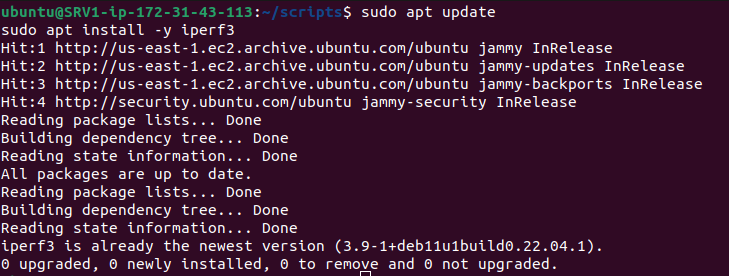 ubuntu@SRV1-ip-172-31-43-113:~/scripts$ sudo apt update
sudo apt install -y iperf3
Hit:1 http://us-east-1.ec2.archive.ubuntu.com/ubuntu jammy InRelease
Hit:2 http://us-east-1.ec2.archive.ubuntu.com/ubuntu jammy-updates InRelease
Hit:3 http://us-east-1.ec2.archive.ubuntu.com/ubuntu jammy-backports InRelease
Hit:4 http://security.ubuntu.com/ubuntu jammy-security InRelease
Reading package lists... Done
Building dependency tree... Done
Reading state information... Done
All packages are up to date.
Reading package lists... Done
Building dependency tree... Done
Reading state information... Done
iperf3 is already the newest version (3.9-1+deb11u1build0.22.04.1).
0 upgraded, 0 newly installed, 0 to remove and 0 not upgraded.